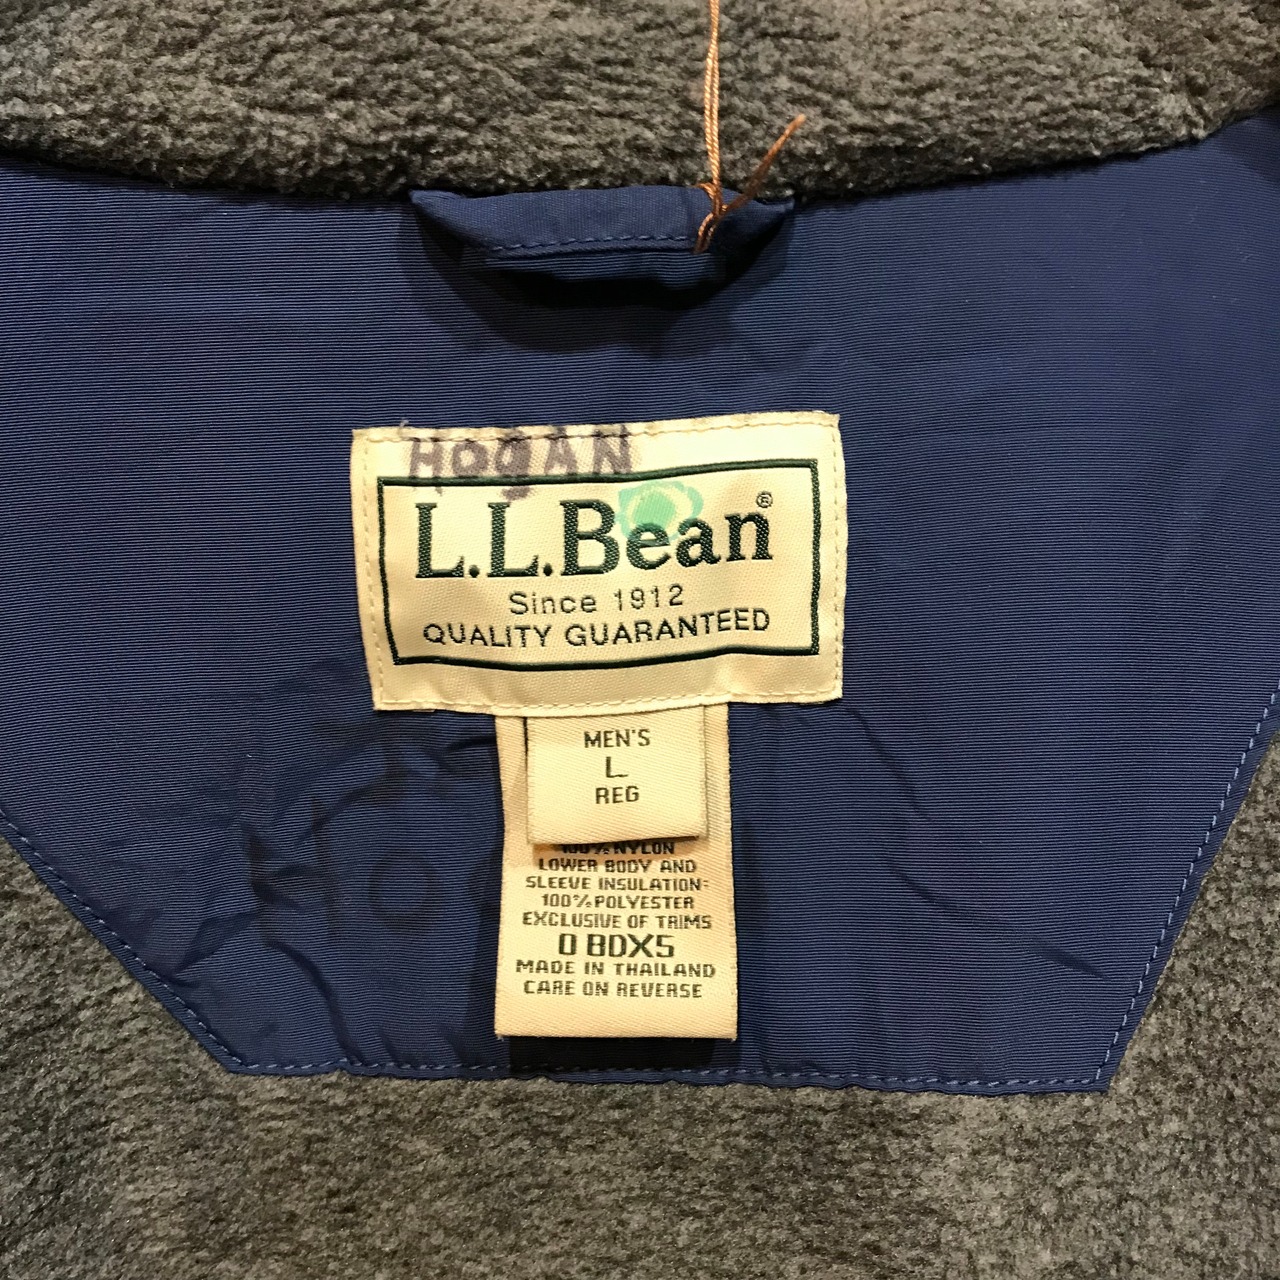 HOGAN
L.L.Bean®
Since 1912
QUALITY GUARANTEED
MEN'S
L
REG
100% NYLON
LOWER BODY AND
SLEEVE INSULATION:
100% POLYESTER
EXCLUSIVE OF TRIMS
0 BDX5
MADE IN THAILAND
CARE ON REVERSE